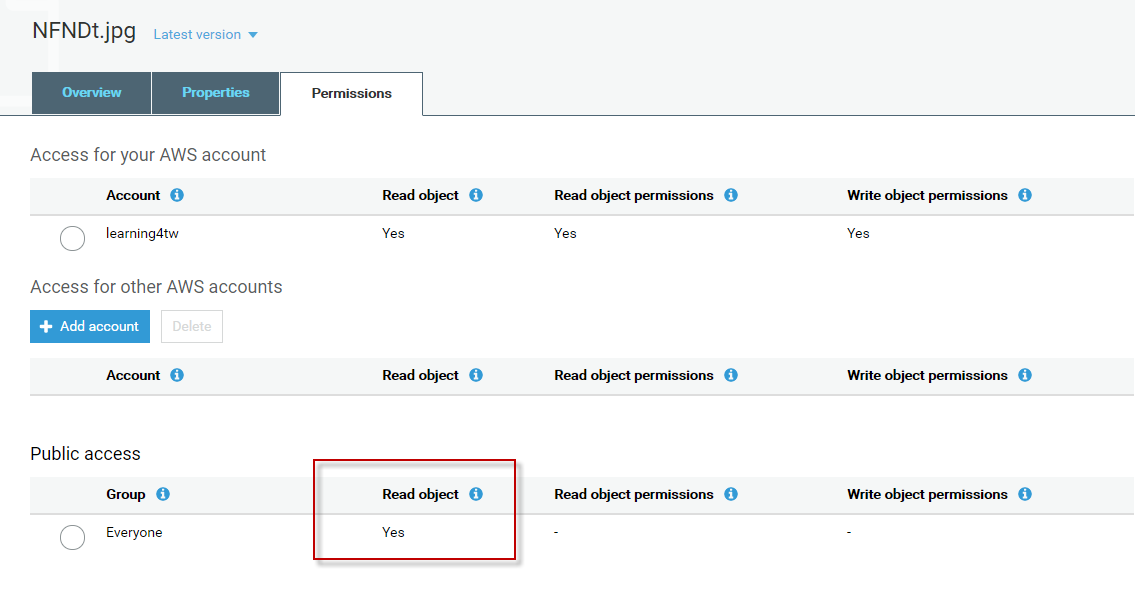 NFNDt.jpg Latest version
Overview Properties Permissions
Access for your AWS account
Account Read object Read object permissions Write object permissions
learning4tw Yes Yes Yes
Access for other AWS accounts
+ Add account Delete
Account Read object Read object permissions Write object permissions
Public access
Group Read object Read object permissions Write object permissions
Everyone Yes - -